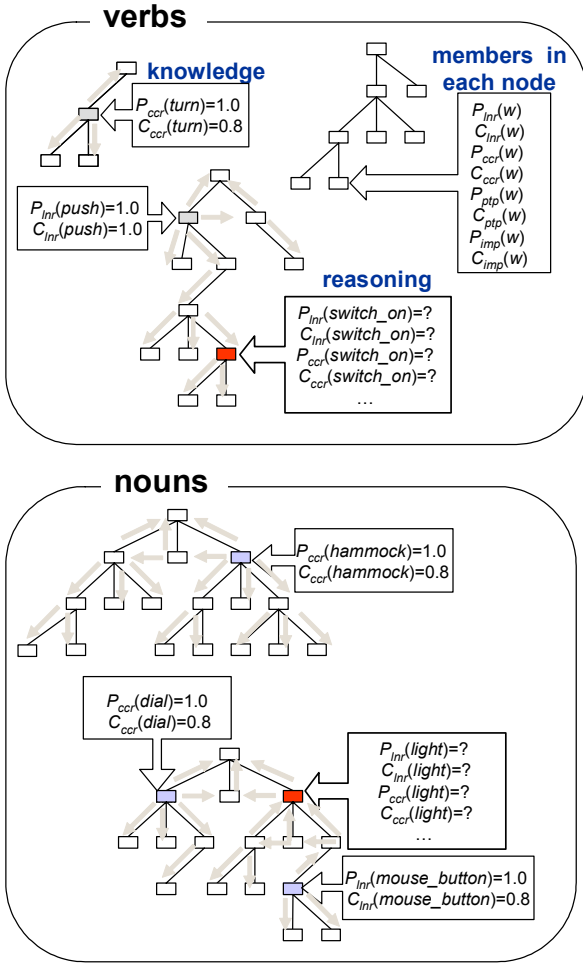 verbs
knowledge
members in
each node
P_ccr(turn)=1.0
C_ccr(turn)=0.8
P_lnr(w)
C_lnr(w)
P_ccr(w)
C_ccr(w)
P_ptp(w)
C_ptp(w)
P_imp(w)
C_imp(w)
P_lnr(push)=1.0
C_lnr(push)=1.0
reasoning
P_lnr(switch_on)=?
C_lnr(switch_on)=?
P_ccr(switch_on)=?
C_ccr(switch_on)=?
…
nouns
P_ccr(hammock)=1.0
C_ccr(hammock)=0.8
P_ccr(dial)=1.0
C_ccr(dial)=0.8
P_lnr(light)=?
C_lnr(light)=?
P_ccr(light)=?
C_ccr(light)=?
…
P_lnr(mouse_button)=1.0
C_lnr(mouse_button)=0.8